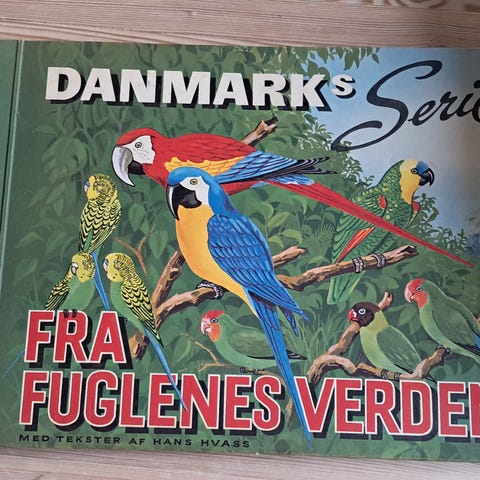 DANMARKs Serie
FRA
FUGLENES VERDEN
MED TEKSTER AF HANS HVASS